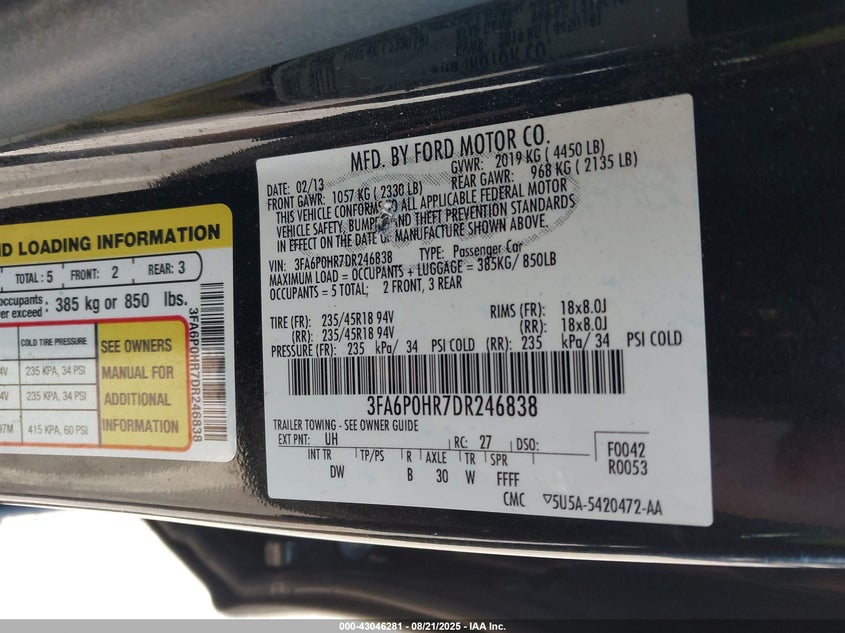 MFD. BY FORD MOTOR CO.
DATE: 02/13
GVWR: 2019 KG ( 4450 LB)
FRONT GAWR: 1057 KG ( 2330 LB)
REAR GAWR: 968 KG ( 2135 LB)
THIS VEHICLE CONFORMS TO ALL APPLICABLE FEDERAL MOTOR
VEHICLE SAFETY, BUMPER AND THEFT PREVENTION STANDARDS
IN EFFECT ON THE DATE OF MANUFACTURE SHOWN ABOVE.
VIN: 3FA6P0HR7DR246838 TYPE: Passenger Car
MAXIMUM LOAD = OCCUPANTS + LUGGAGE = 385KG/ 850LB
OCCUPANTS = 5 TOTAL; 2 FRONT, 3 REAR
TIRE (FR): 235/45R18 94V RIMS (FR): 18x8.0J
(RR): 235/45R18 94V (RR): 18x8.0J
PRESSURE (FR): 235 kPa/ 34 PSI COLD (RR): 235 kPa/ 34 PSI COLD
3FA6P0HR7DR246838
TRAILER TOWING - SEE OWNER GUIDE
EXT PNT: UH RC: 27 DSO: F0042
INT TR TP/PS R AXLE TR SPR R0053
DW B 30 W FFFF
CMC 5U5A-5420472-AA
ND LOADING INFORMATION
TOTAL: 5 FRONT: 2 REAR: 3
occupants:
er exceed: 385 kg or 850 lbs.
COLD TIRE PRESSURE
235 KPA, 34 PSI
235 KPA, 34 PSI
415 KPA, 60 PSI
SEE OWNERS
MANUAL FOR
ADDITIONAL
INFORMATION
3FA6P0HR7DR246838
000-43046281 - 08/21/2025 - IAA Inc.